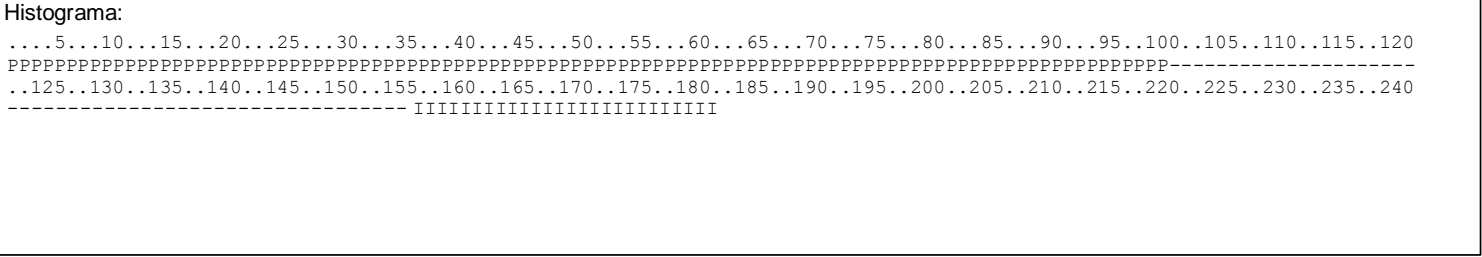 Histograma:
....5...10...15...20...25...30...35...40...45...50...55...60...65...70...75...80...85...90...95..100..105..110..115..120
PPPPPPPPPPPPPPPPPPPPPPPPPPPPPPPPPPPPPPPPPPPPPPPPPPPPPPPPPPPPPPPPPPPPPPPPPPPPPPPPPPPPPPPPPPPPPPPPPPP---------------------
..125..130..135..140..145..150..155..160..165..170..175..180..185..190..195..200..205..210..215..220..225..230..235..240
----------------------------------IIIIIIIIIIIIIIIIIIIIIIIIII